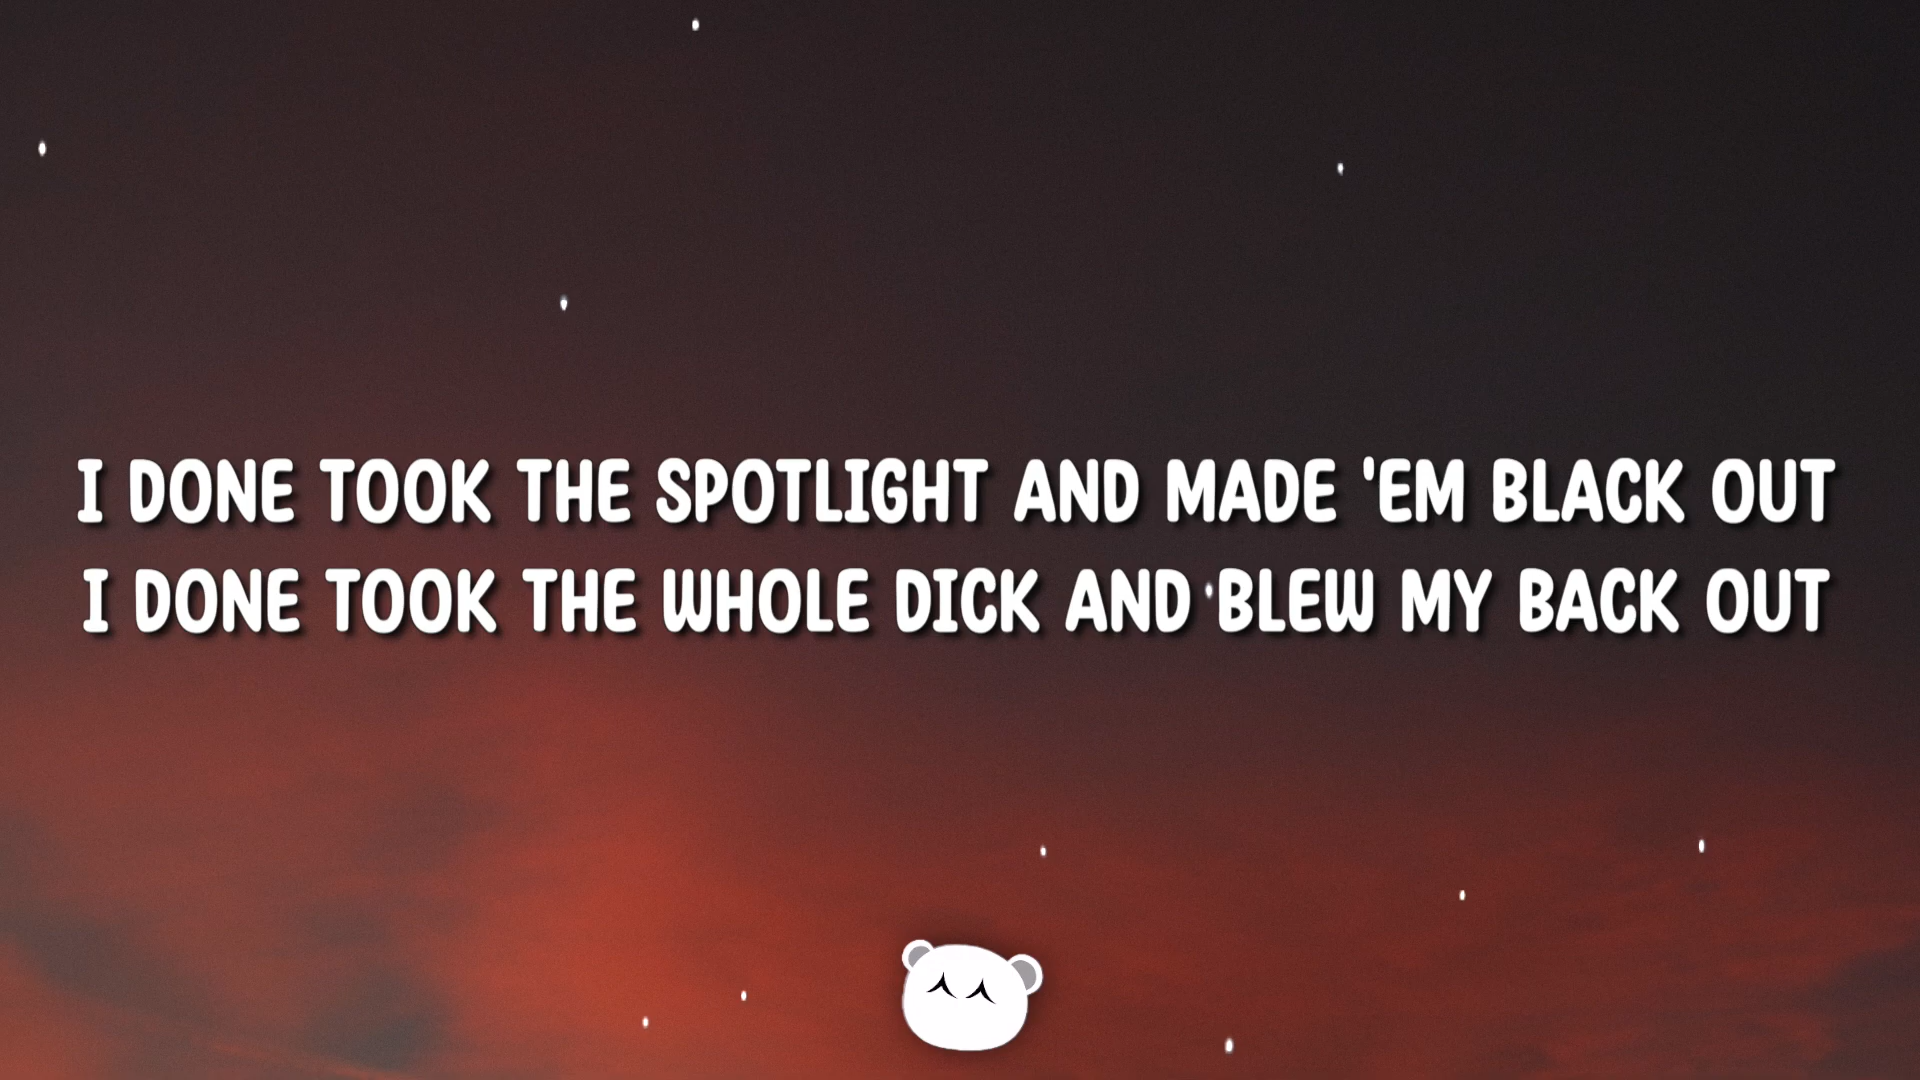 I DONE TOOK THE SPOTLIGHT AND MADE 'EM BLACK OUT
I DONE TOOK THE WHOLE DICK AND BLEW MY BACK OUT